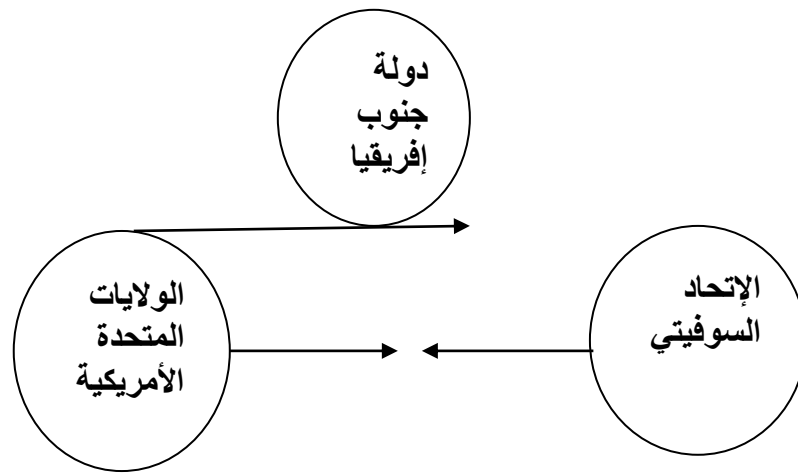 دولة
جنوب
إفريقيا
الولايات
المتحدة
الأمريكية
الإتحاد
السوفيتي